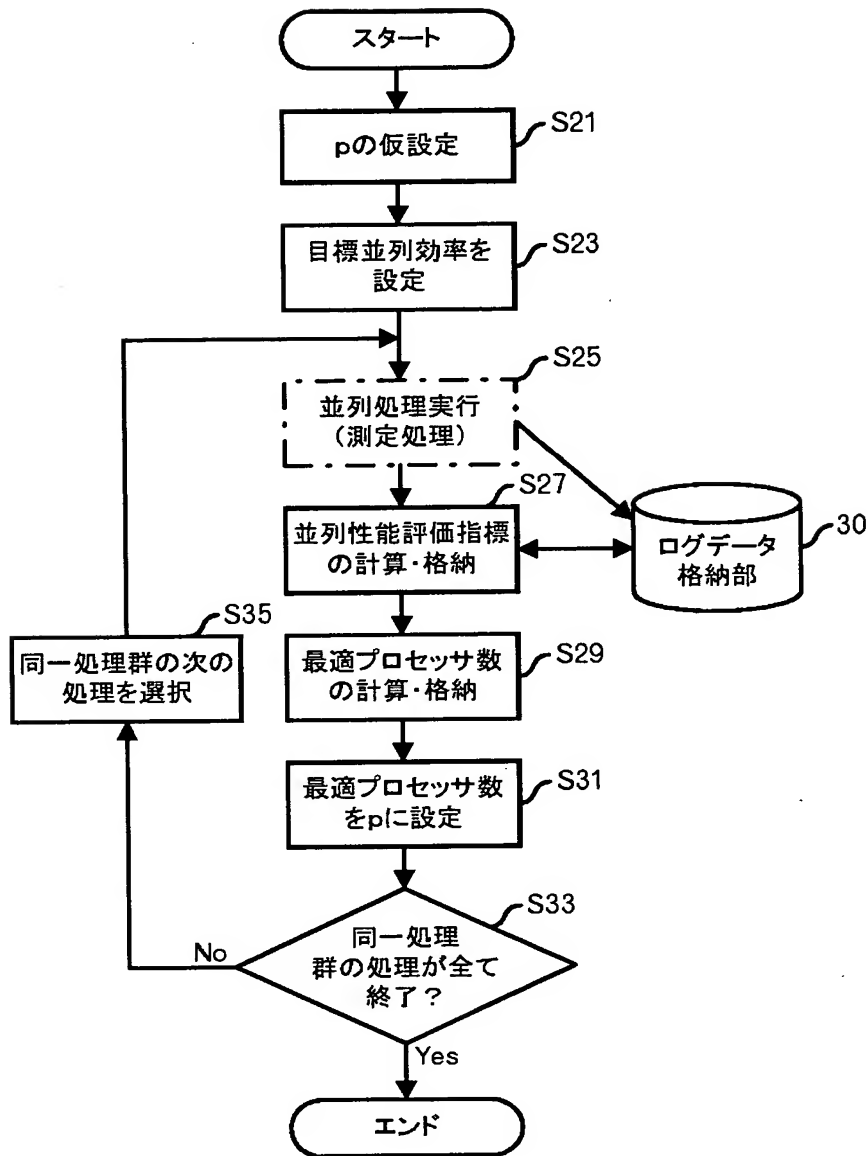 スタート
S21
pの仮設定
S23
目標並列効率を
設定
S25
並列処理実行
(測定処理)
S27
並列性能評価指標
の計算・格納
30
ログデータ
格納部
S35
同一処理群の次の
処理を選択
S29
最適プロセッサ数
の計算・格納
S31
最適プロセッサ数
をpに設定
S33
同一処理
群の処理が全て
終了?
No
Yes
エンド